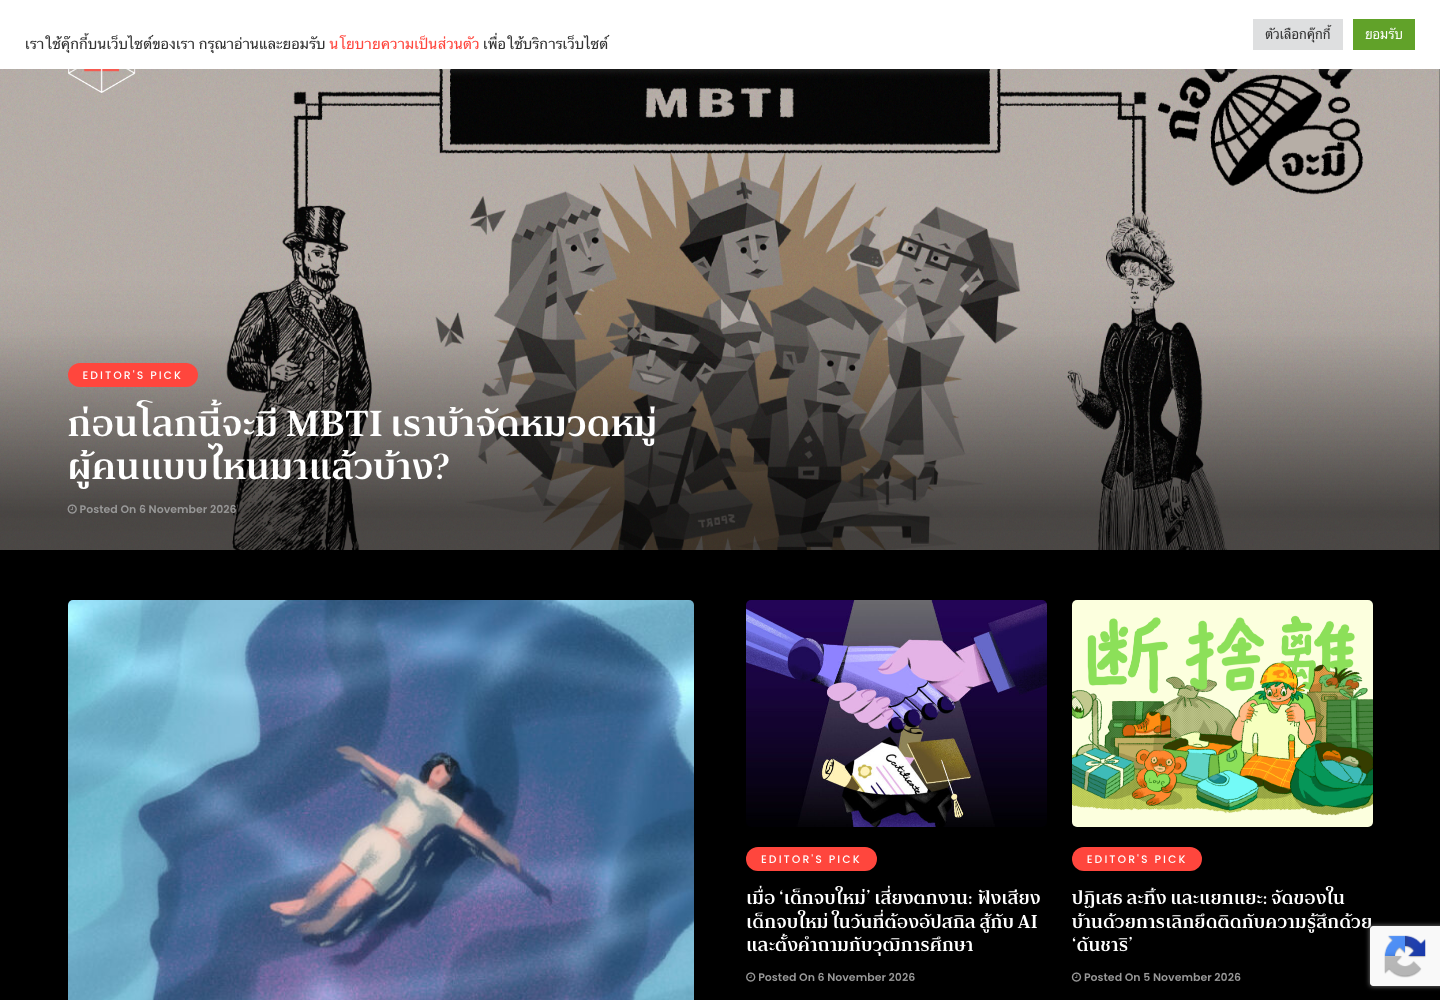 เราใช้คุ๊กกี้บนเว็บไซต์ของเรา กรุณาอ่านและยอมรับ นโยบายความเป็นส่วนตัว เพื่อใช้บริการเว็บไซต์
ตัวเลือกคุ๊กกี้
ยอมรับ
MBTI
ก่อน
จะมี
EDITOR'S PICK
ก่อนโลกนี้จะมี MBTI เราบ้าจัดหมวดหมู่
ผู้คนแบบไหนมาแล้วบ้าง?
Posted On 6 November 2026
断捨離
EDITOR'S PICK
เมื่อ ‘เด็กจบใหม่’ เสี่ยงตกงาน: ฟังเสียง
เด็กจบใหม่ ในวันที่ต้องอัปสกิล สู้กับ AI
และตั้งคำถามกับวุฒิการศึกษา
Posted On 6 November 2026
EDITOR'S PICK
ปฏิเสธ ละทิ้ง และแยกแยะ: จัดของใน
บ้านด้วยการเลิกยึดติดกับความรู้สึกด้วย
‘ดันชาริ’
Posted On 5 November 2026